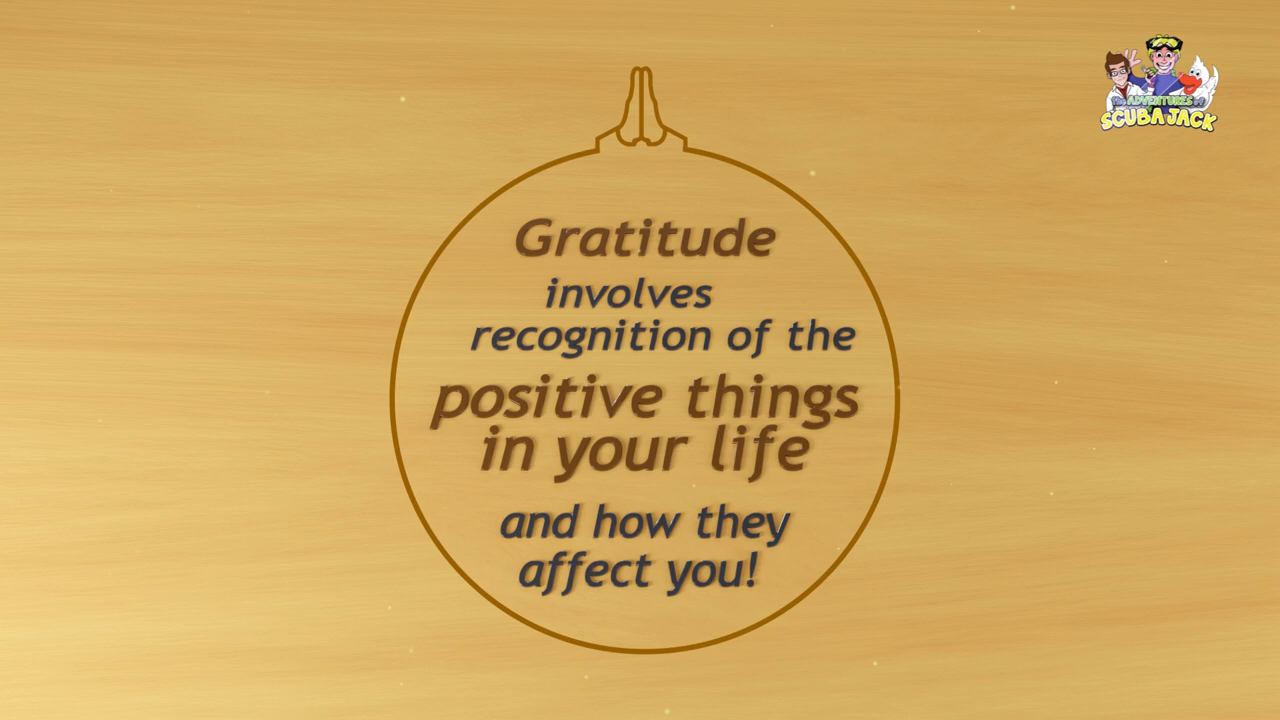 The ADVENTURES of
SCUBA JACK
Gratitude
involves
recognition of the
positive things
in your life
and how they
affect you!